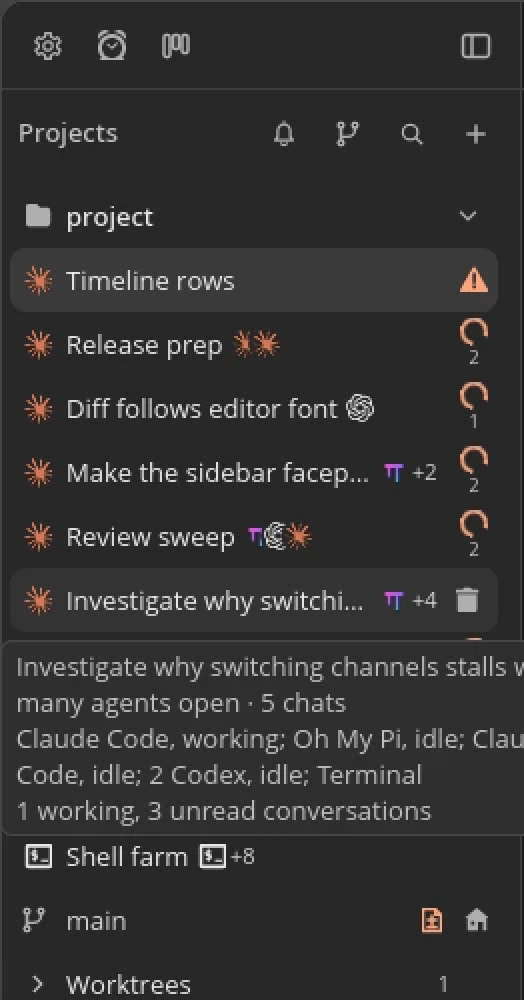 Projects
project
Timeline rows
Release prep
2
Diff follows editor font
1
Make the sidebar facep... +2
2
Review sweep
2
Investigate why switchi... +4
Investigate why switching channels stalls
many agents open · 5 chats
Claude Code, working; Oh My Pi, idle; Clau
Code, idle; 2 Codex, idle; Terminal
1 working, 3 unread conversations
Shell farm +8
main
Worktrees 1